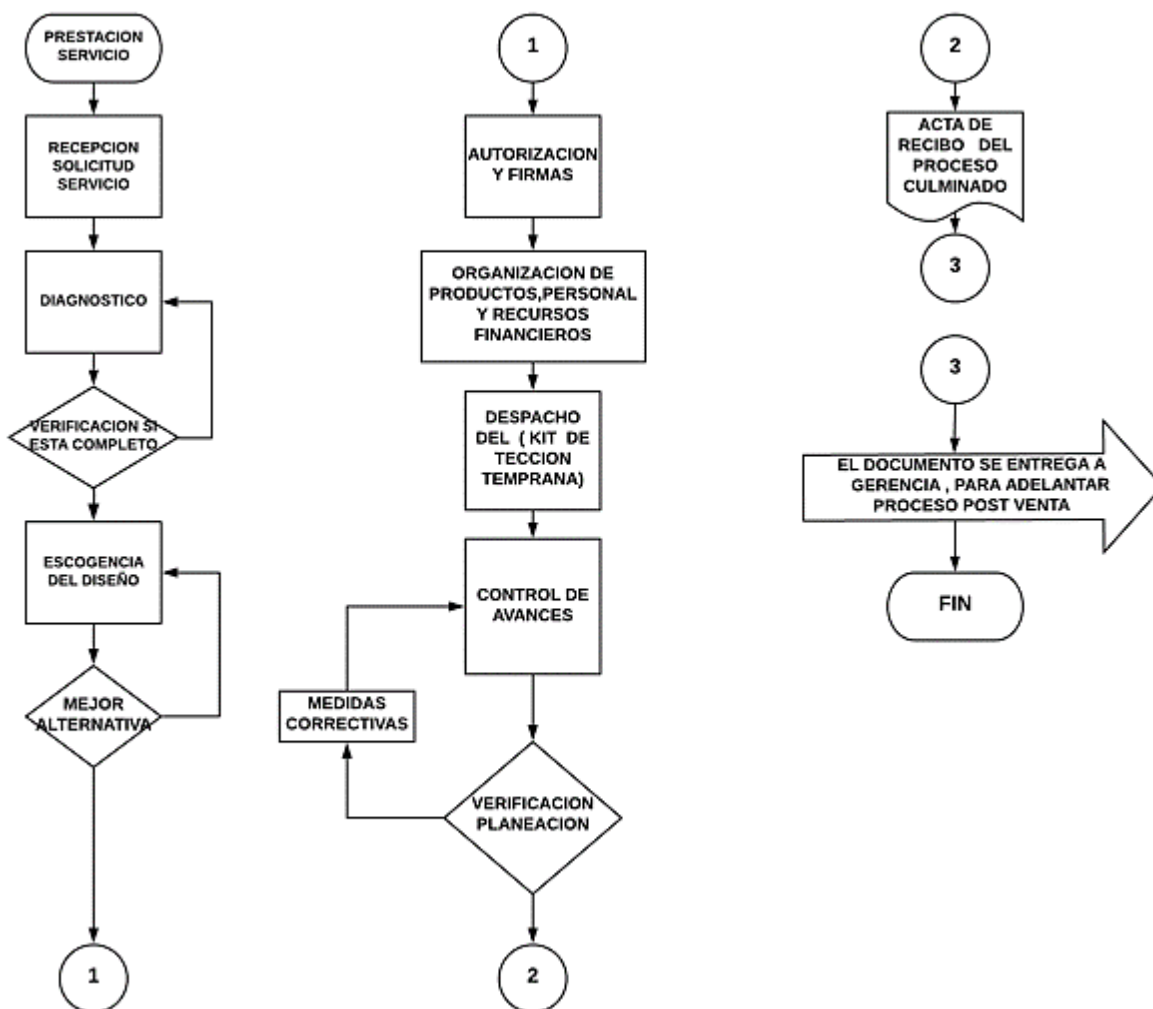 PRESTACION
SERVICIO
RECEPCION
SOLICITUD
SERVICIO
DIAGNOSTICO
VERIFICACION SI
ESTA COMPLETO
ESCOGENCIA
DEL DISEÑO
MEJOR
ALTERNATIVA
1
1
AUTORIZACION
Y FIRMAS
ORGANIZACION DE
PRODUCTOS,PERSONAL
Y RECURSOS
FINANCIEROS
DESPACHO
DEL ( KIT DE
TECCION
TEMPRANA)
CONTROL DE
AVANCES
MEDIDAS
CORRECTIVAS
VERIFICACION
PLANEACION
2
2
ACTA DE
RECIBO DEL
PROCESO
CULMINADO
3
3
EL DOCUMENTO SE ENTREGA A
GERENCIA , PARA ADELANTAR
PROCESO POST VENTA
FIN